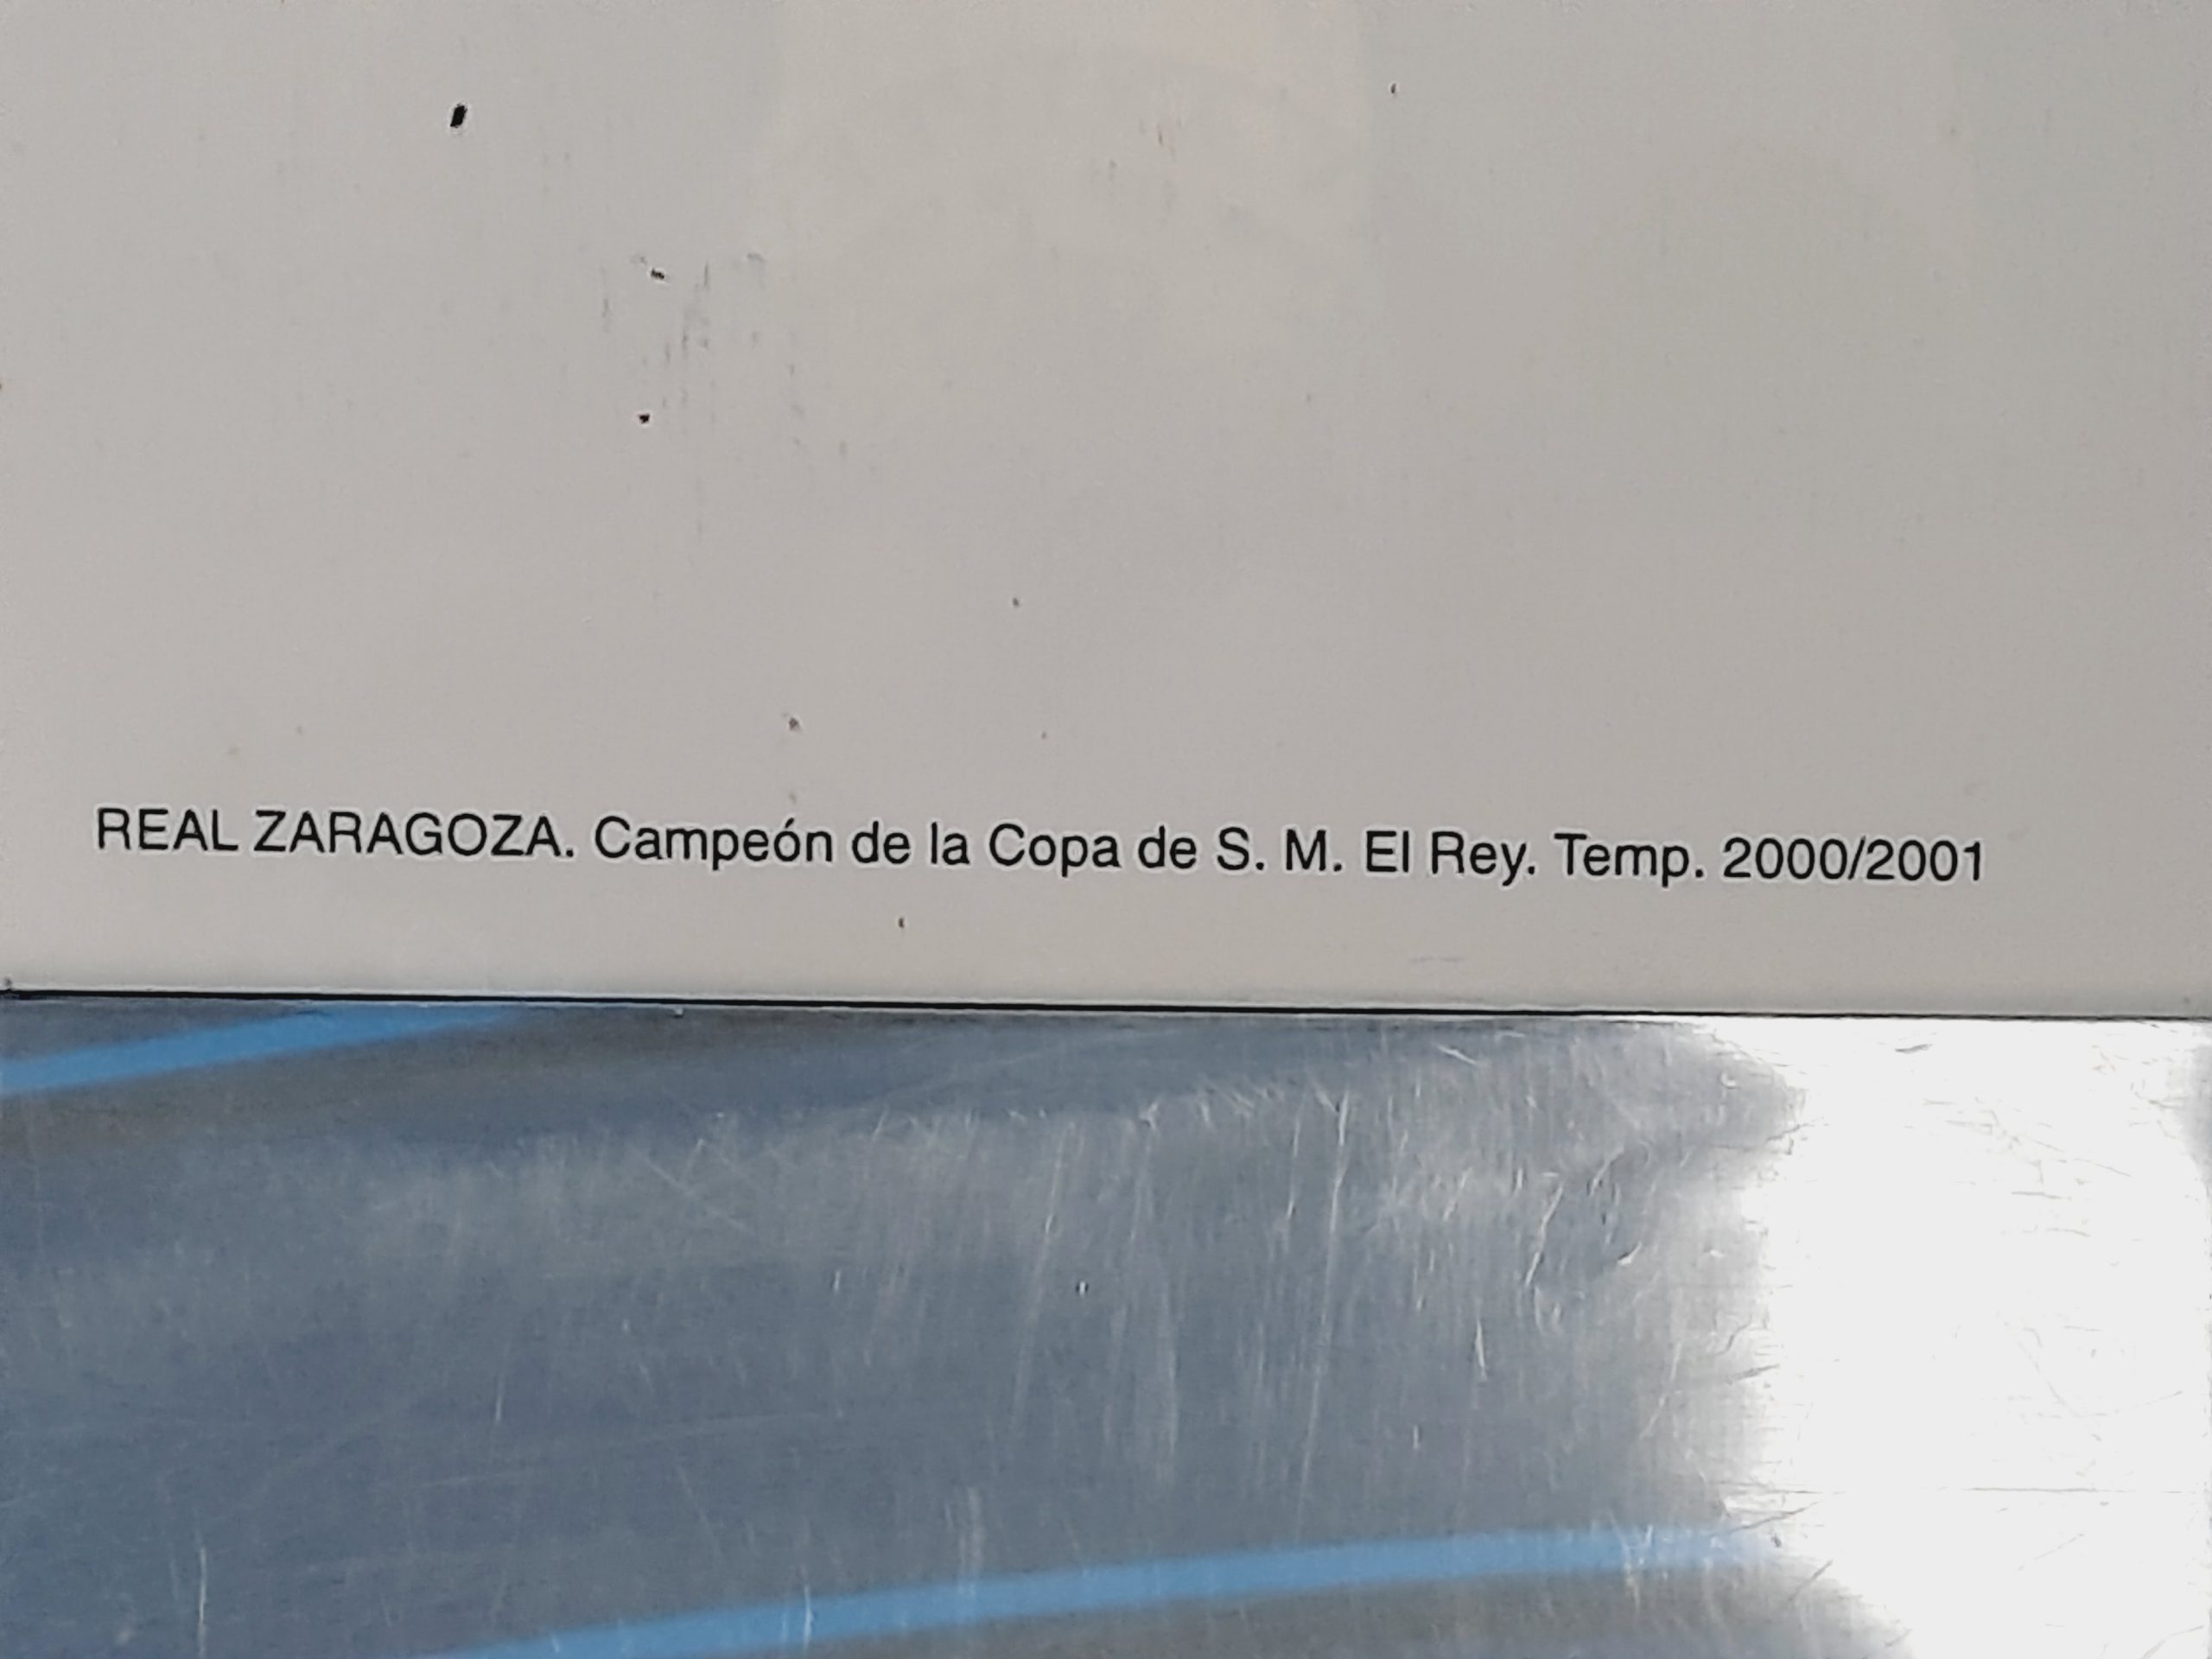 REAL ZARAGOZA. Campeón de la Copa de S. M. El Rey. Temp. 2000/2001